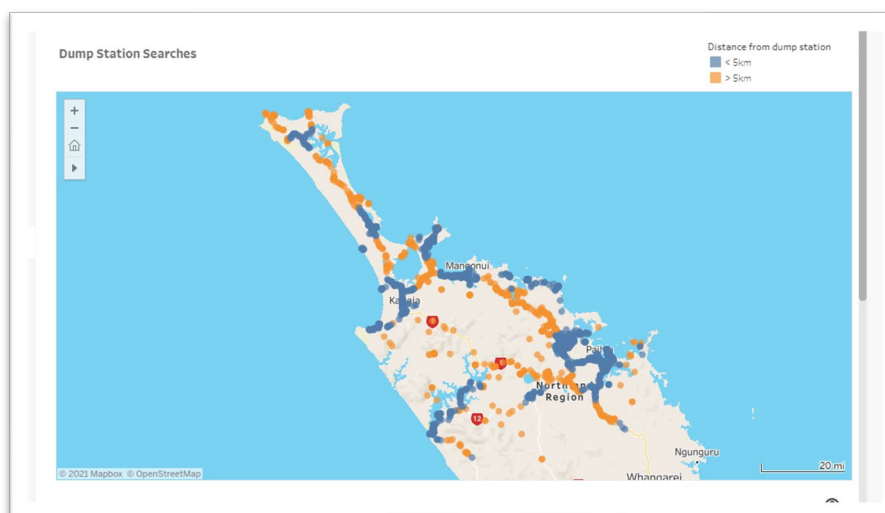 Dump Station Searches
Distance from dump station
< 5km
> 5km
Mangonui
Kaitaia
Northland
Region
12
Ngunguru
Whangarei
20 mi
© 2021 Mapbox © OpenStreetMap